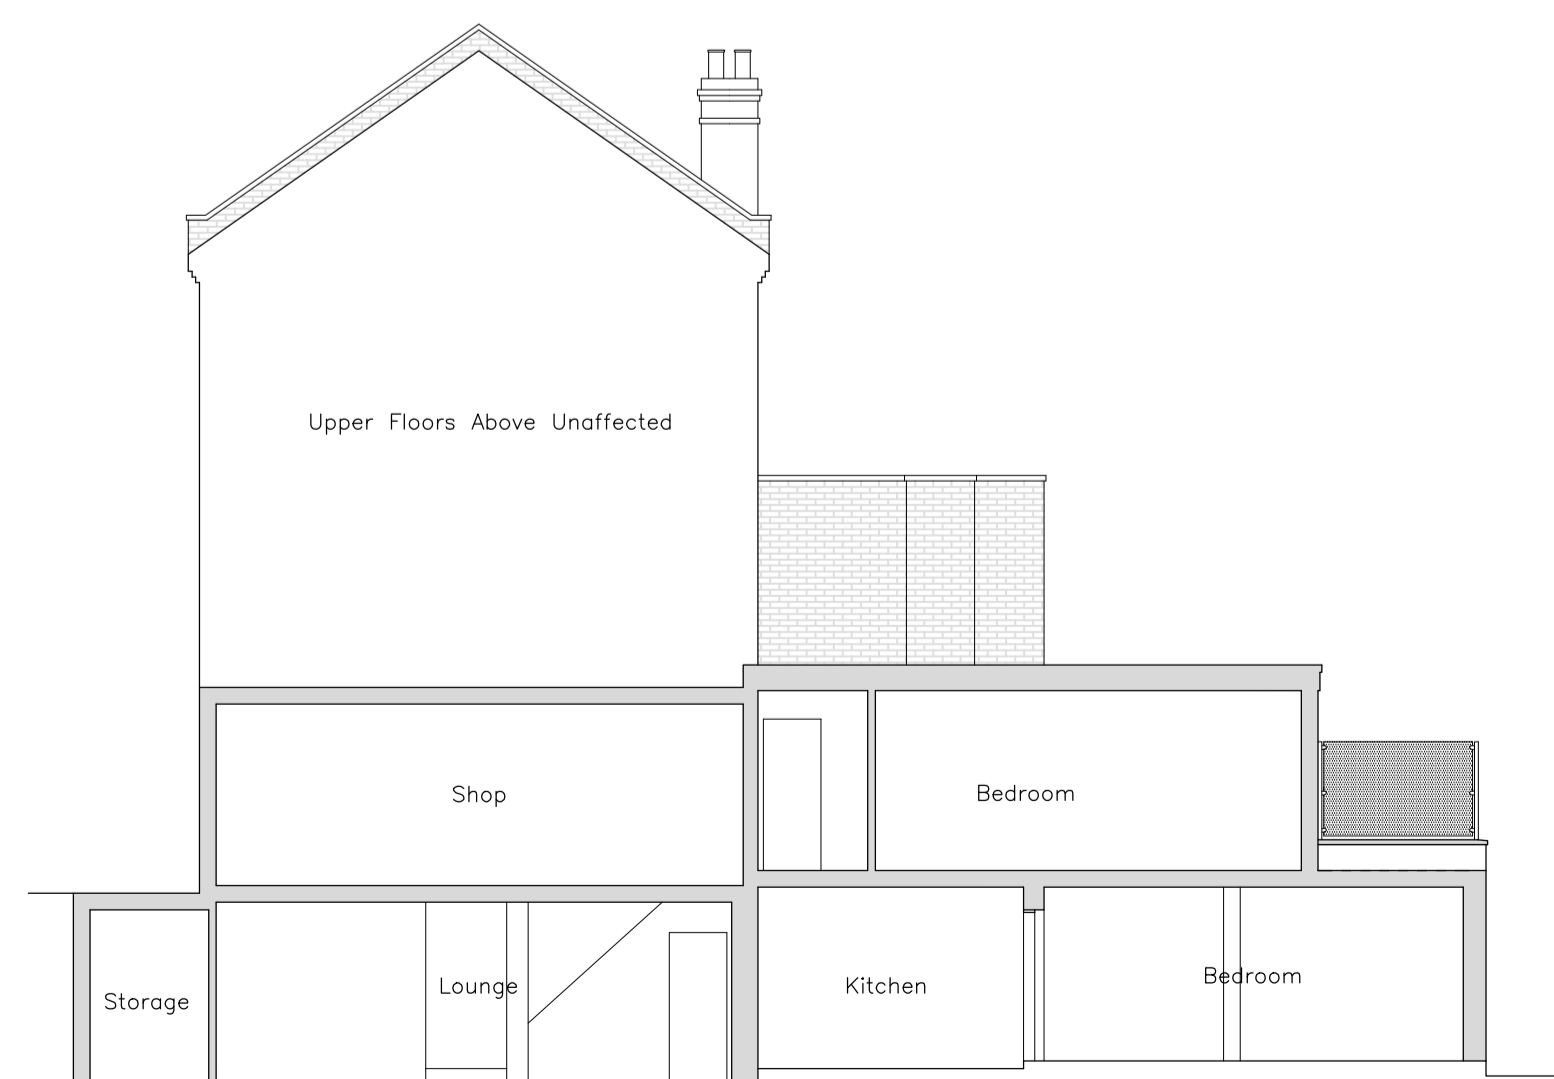 Upper Floors Above Unaffected
Shop
Bedroom
Storage
Lounge
Kitchen
Bedroom